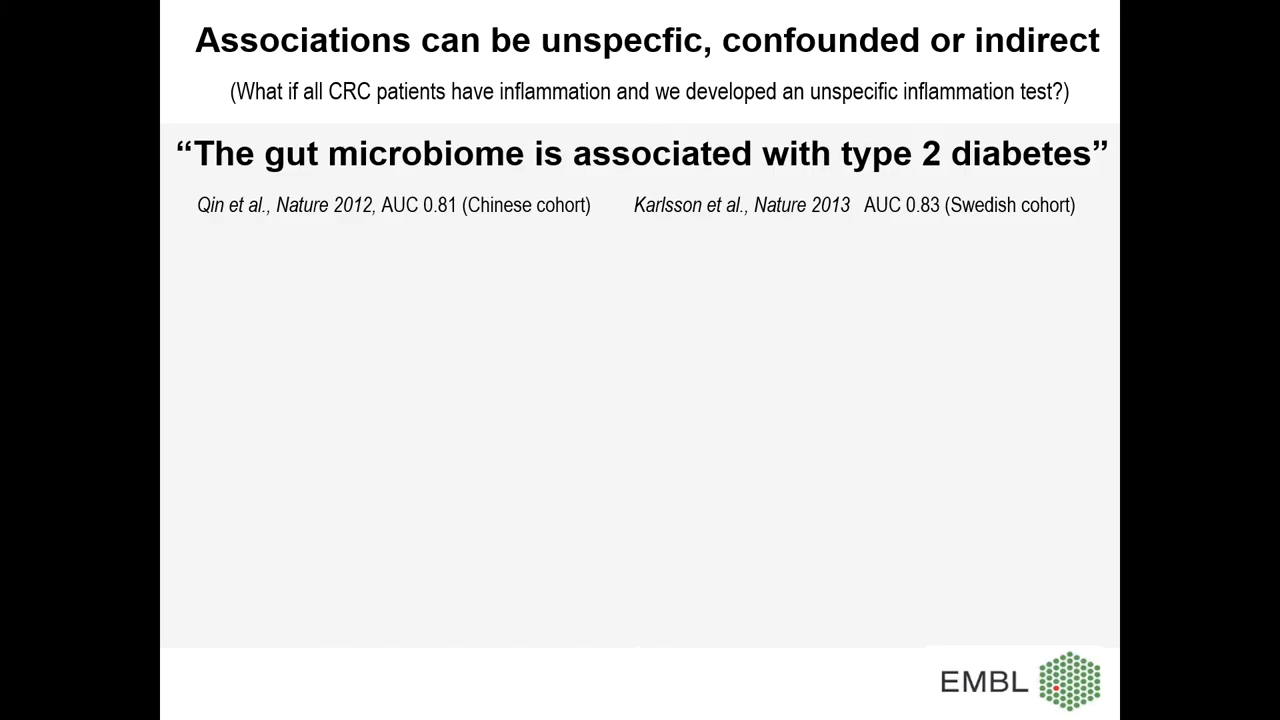 Associations can be unspecfic, confounded or indirect
(What if all CRC patients have inflammation and we developed an unspecific inflammation test?)
“The gut microbiome is associated with type 2 diabetes”
Qin et al., Nature 2012, AUC 0.81 (Chinese cohort) Karlsson et al., Nature 2013 AUC 0.83 (Swedish cohort)
EMBL